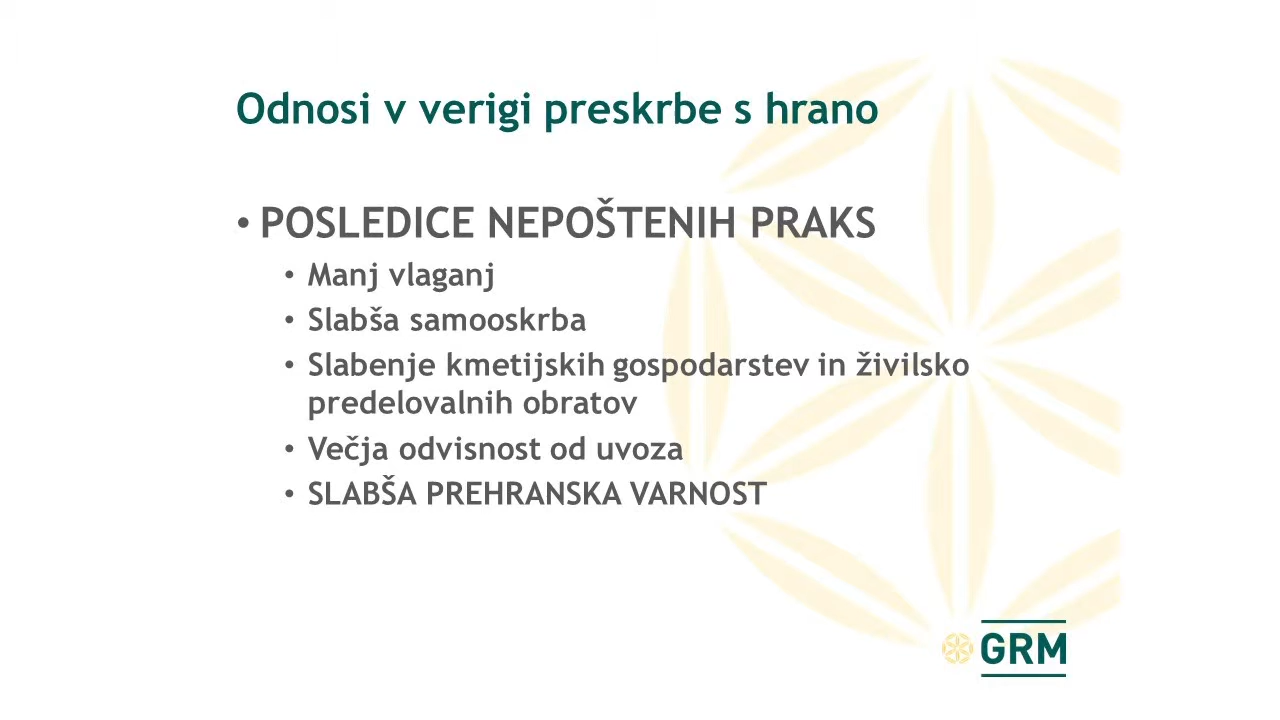 Odnosi v verigi preskrbe s hrano
• POSLEDICE NEPOŠTENIH PRAKS
• Manj vlaganj
• Slabša samooskrba
• Slabenje kmetijskih gospodarstev in živilsko
predelovalnih obratov
• Večja odvisnost od uvoza
• SLABŠA PREHRANSKA VARNOST
GRM